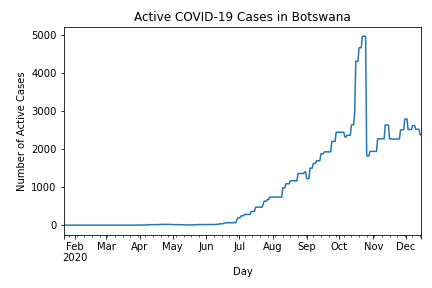 Active COVID-19 Cases in Botswana
5000
4000
3000
2000
1000
0
Number of Active Cases
Feb Mar Apr May Jun Jul Aug Sep Oct Nov Dec
2020
Day